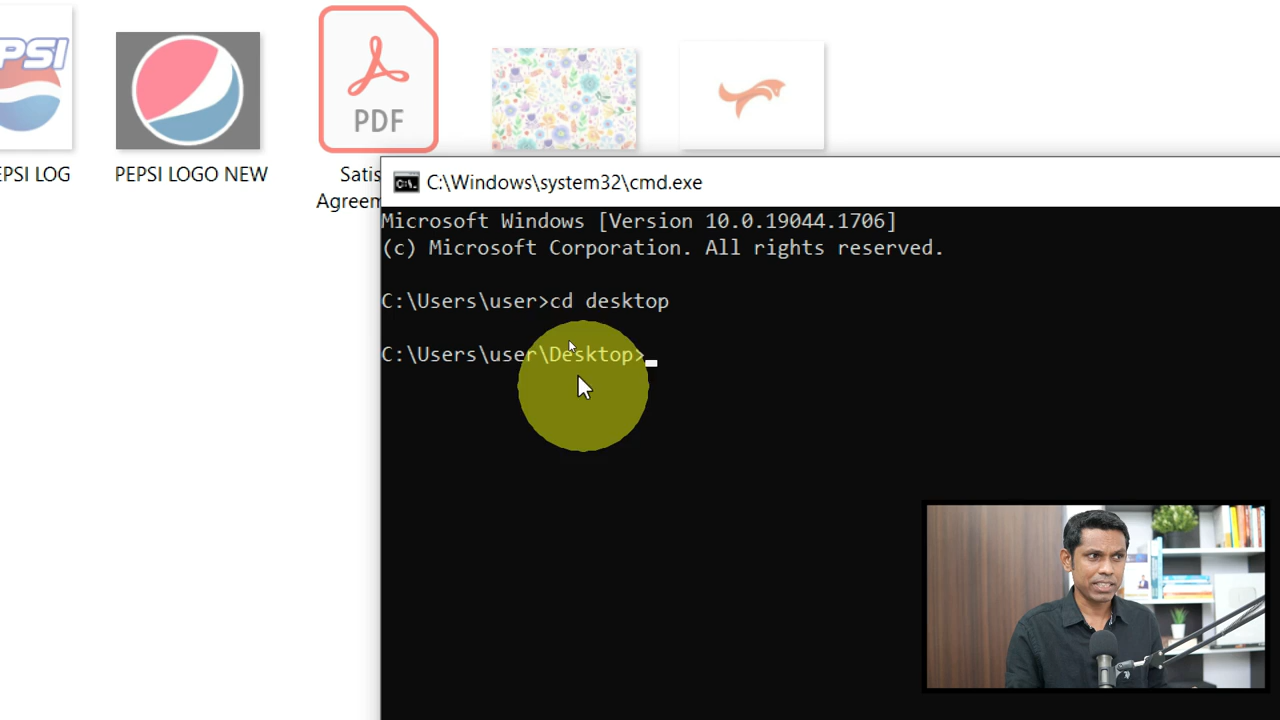 PSI
EPSI LOG
PEPSI LOGO NEW
PDF
Satis
Agreem
C:\Windows\system32\cmd.exe
Microsoft Windows [Version 10.0.19044.1706]
(c) Microsoft Corporation. All rights reserved.
C:\Users\user>cd desktop
C:\Users\user\Desktop>